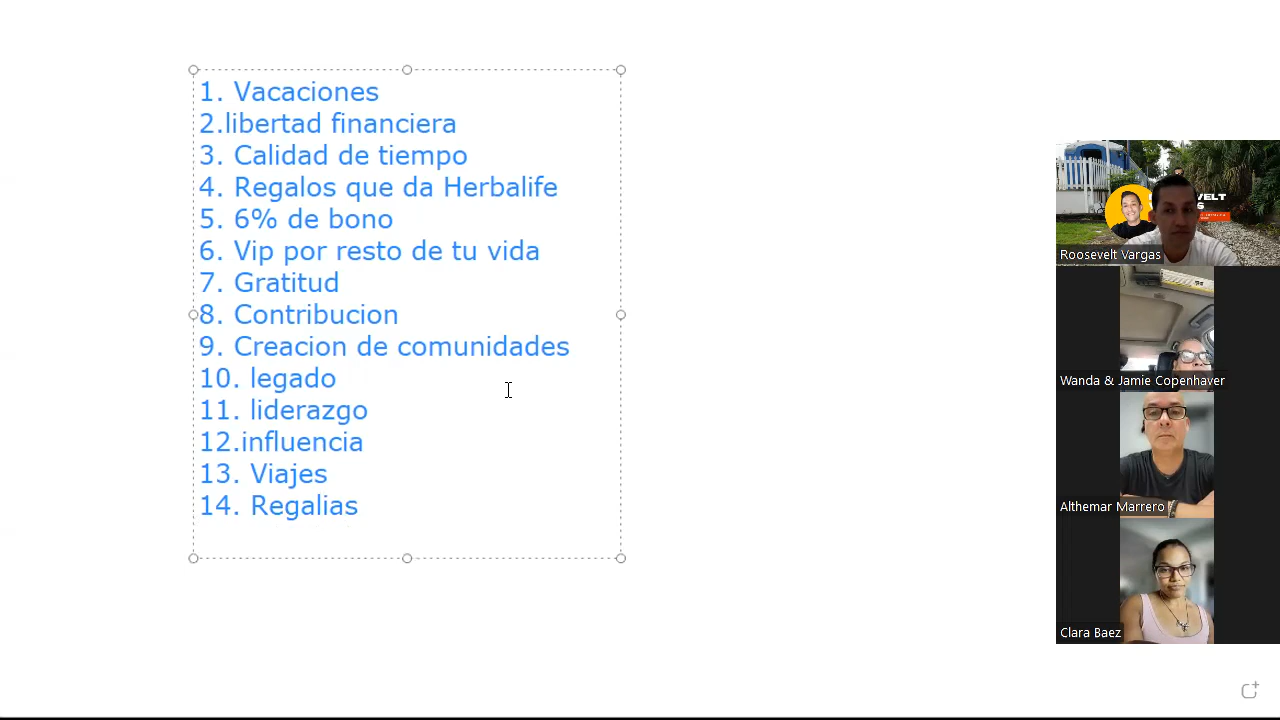 1. Vacaciones
2.libertad financiera
3. Calidad de tiempo
4. Regalos que da Herbalife
5. 6% de bono
6. Vip por resto de tu vida
7. Gratitud
8. Contribucion
9. Creacion de comunidades
10. legado
11. liderazgo
12.influencia
13. Viajes
14. Regalias
Roosevelt Vargas
Wanda & Jamie Copenhaver
Althemar Marrero
Clara Baez